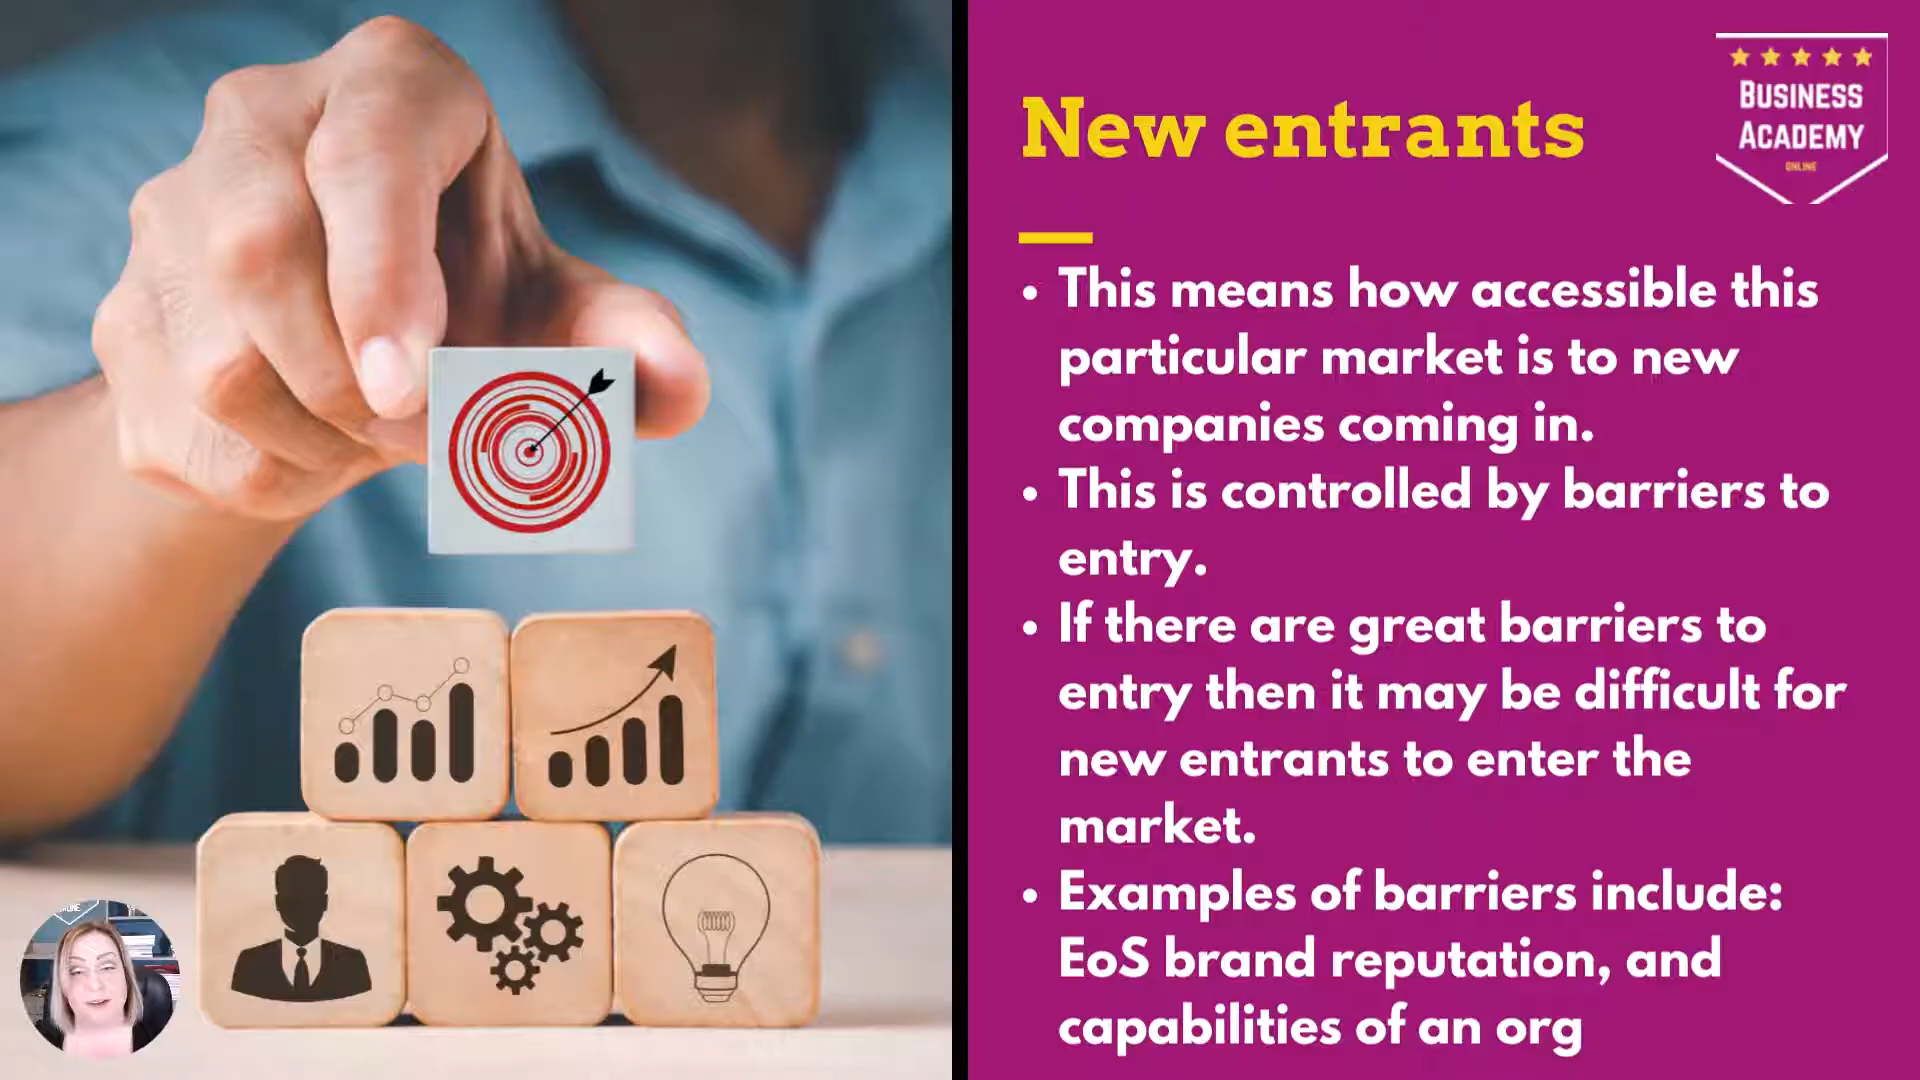 New entrants
BUSINESS
ACADEMY
ONLINE
• This means how accessible this
particular market is to new
companies coming in.
• This is controlled by barriers to
entry.
• If there are great barriers to
entry then it may be difficult for
new entrants to enter the
market.
• Examples of barriers include:
EoS brand reputation, and
capabilities of an org